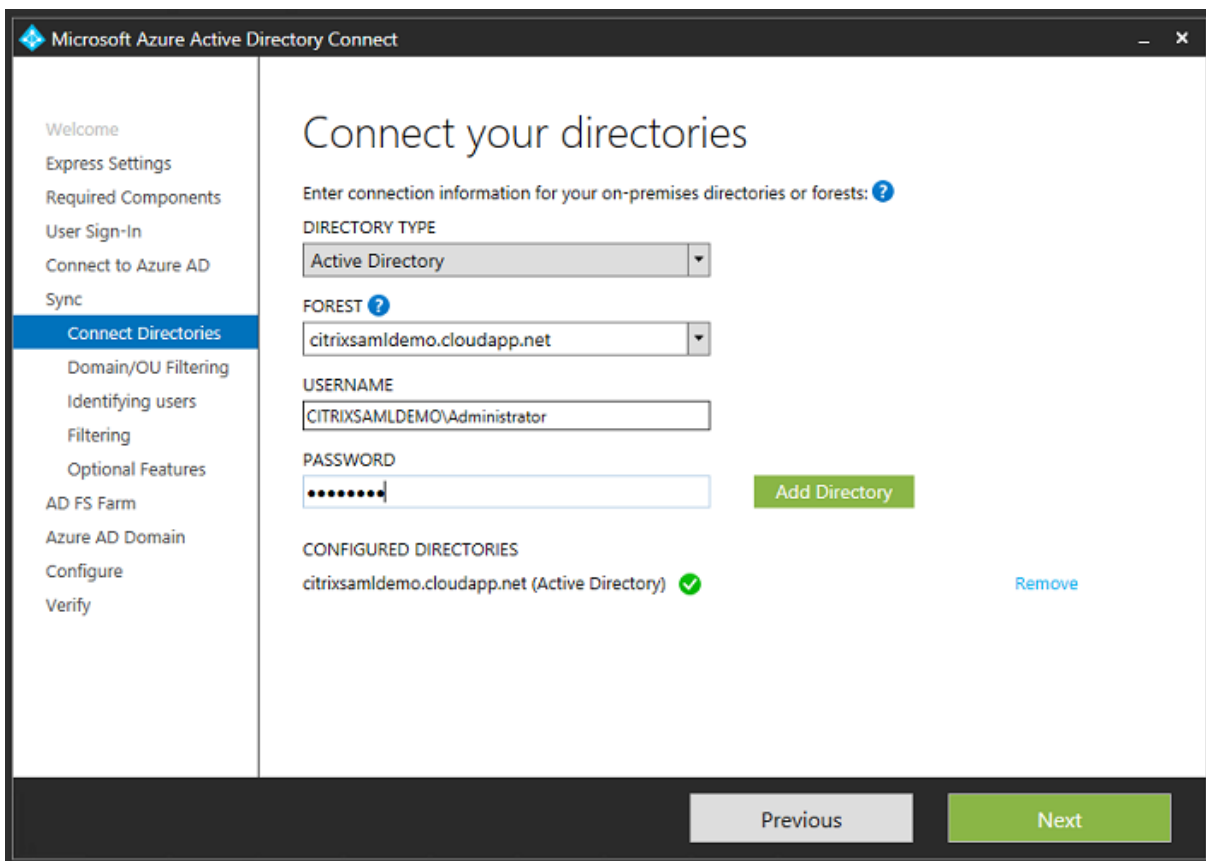 Microsoft Azure Active Directory Connect
Welcome
Express Settings
Required Components
User Sign-In
Connect to Azure AD
Sync
Connect Directories
Domain/OU Filtering
Identifying users
Filtering
Optional Features
AD FS Farm
Azure AD Domain
Configure
Verify
Connect your directories
Enter connection information for your on-premises directories or forests: ?
DIRECTORY TYPE
Active Directory
FOREST ?
citrixsamldemo.cloudapp.net
USERNAME
CITRIXSAMLDEMO\Administrator
PASSWORD
••••••••
Add Directory
CONFIGURED DIRECTORIES
citrixsamldemo.cloudapp.net (Active Directory) Remove
Previous Next